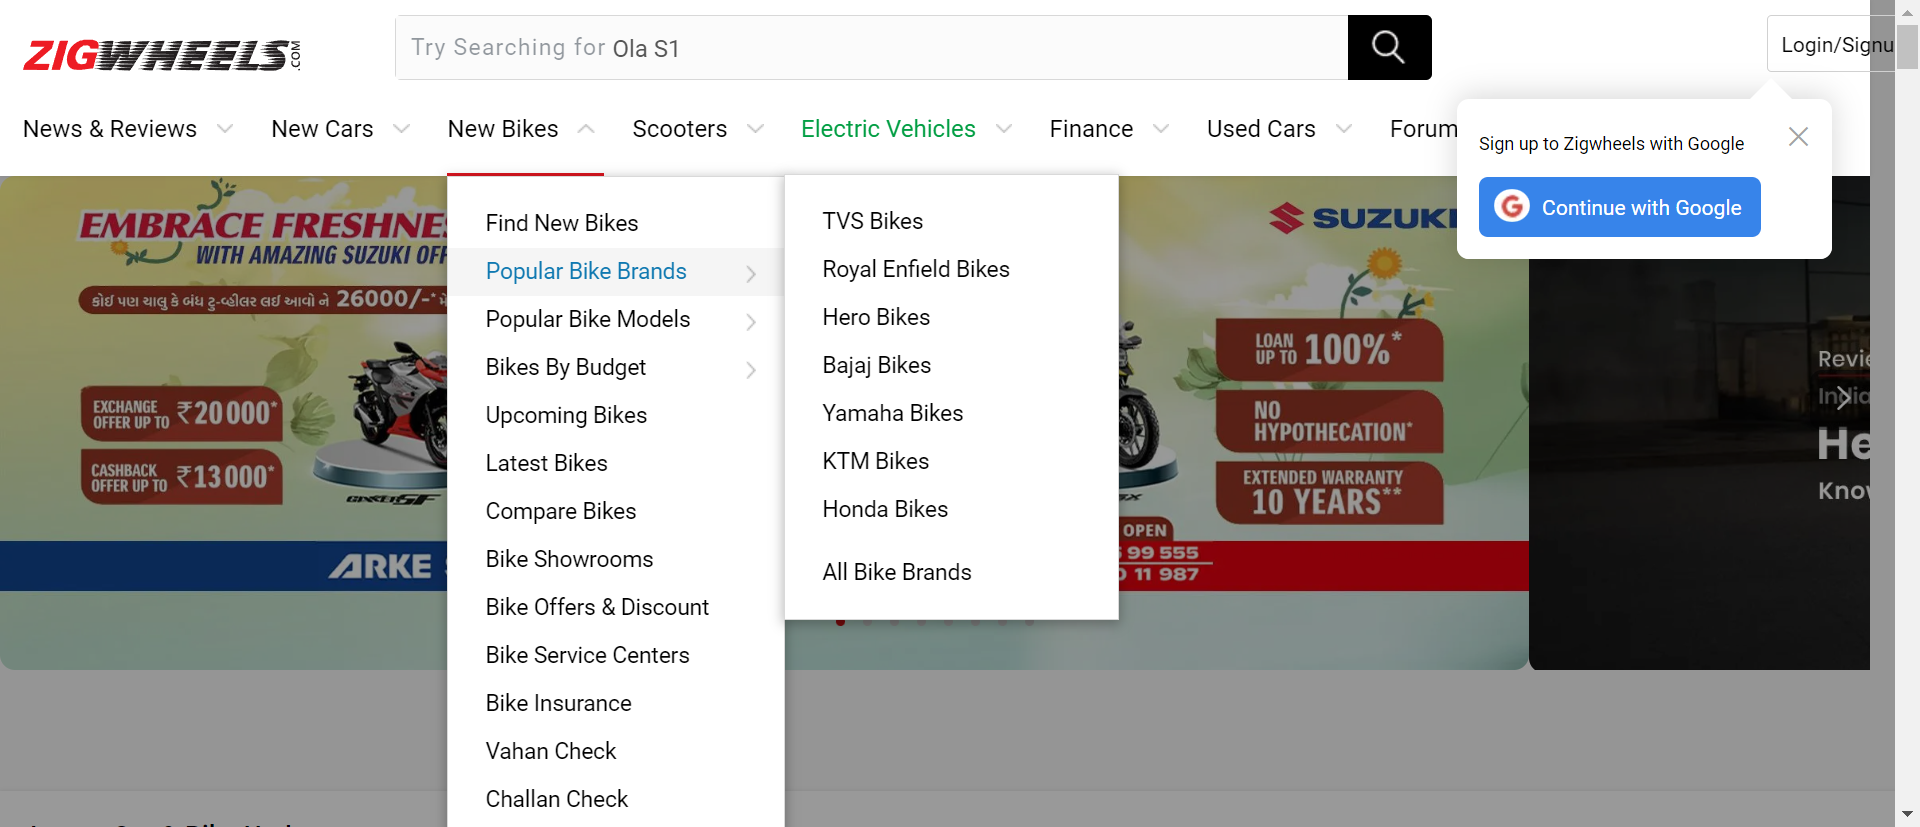 ZIGWHEELS.COM
Try Searching for Ola S1
Login/Signu
News & Reviews
New Cars
New Bikes
Scooters
Electric Vehicles
Finance
Used Cars
Forum
Sign up to Zigwheels with Google
Continue with Google
Find New Bikes
Popular Bike Brands
Popular Bike Models
Bikes By Budget
Upcoming Bikes
Latest Bikes
Compare Bikes
Bike Showrooms
Bike Offers & Discount
Bike Service Centers
Bike Insurance
Vahan Check
Challan Check
TVS Bikes
Royal Enfield Bikes
Hero Bikes
Bajaj Bikes
Yamaha Bikes
KTM Bikes
Honda Bikes
All Bike Brands
EMBRACE FRESHNE
WITH AMAZING SUZUKI OFF
કોઈ પણ ચાલુ કે બંધ ટુ-વ્હીલર લઈ આવો ને 26000/-* મે
EXCHANGE
OFFER UP TO ₹20000*
CASHBACK
OFFER UP TO ₹13000*
GIXXER SF
ARKE
SUZUKI
LOAN
UP TO 100%*
NO
HYPOTHECATION*
EXTENDED WARRANTY
10 YEARS**
OPEN
99 555
11 987
Revie
India
He
Know